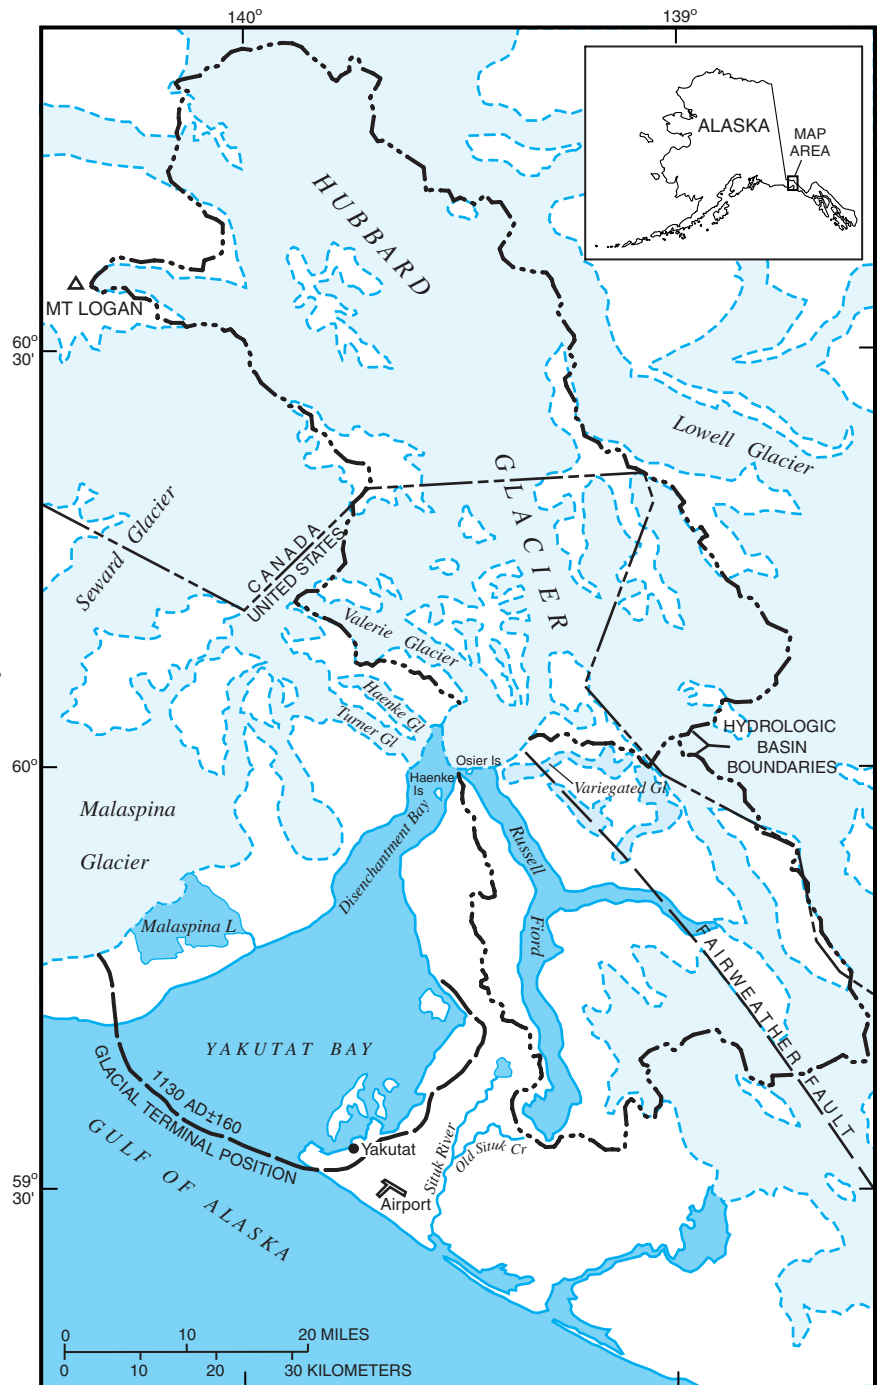 140°
139°
ALASKA
MAP
AREA
HUBBARD
MT LOGAN
60°
30'
Lowell Glacier
GLACIER
Seward Glacier
CANADA
UNITED STATES
Valerie Glacier
Haenke Gl
Turner Gl
HYDROLOGIC
BASIN
BOUNDARIES
60°
Osier Is
Haenke
Is
Variegated Gl
Malaspina
Glacier
Disenchantment Bay
Russell
Fiord
Malaspina L
FAIRWEATHER FAULT
YAKUTAT BAY
1130 AD±160
GLACIAL TERMINAL POSITION
GULF OF ALASKA
Yakutat
Situk River
Old Situk Cr
59°
30'
Airport
0 10 20 MILES
0 10 20 30 KILOMETERS